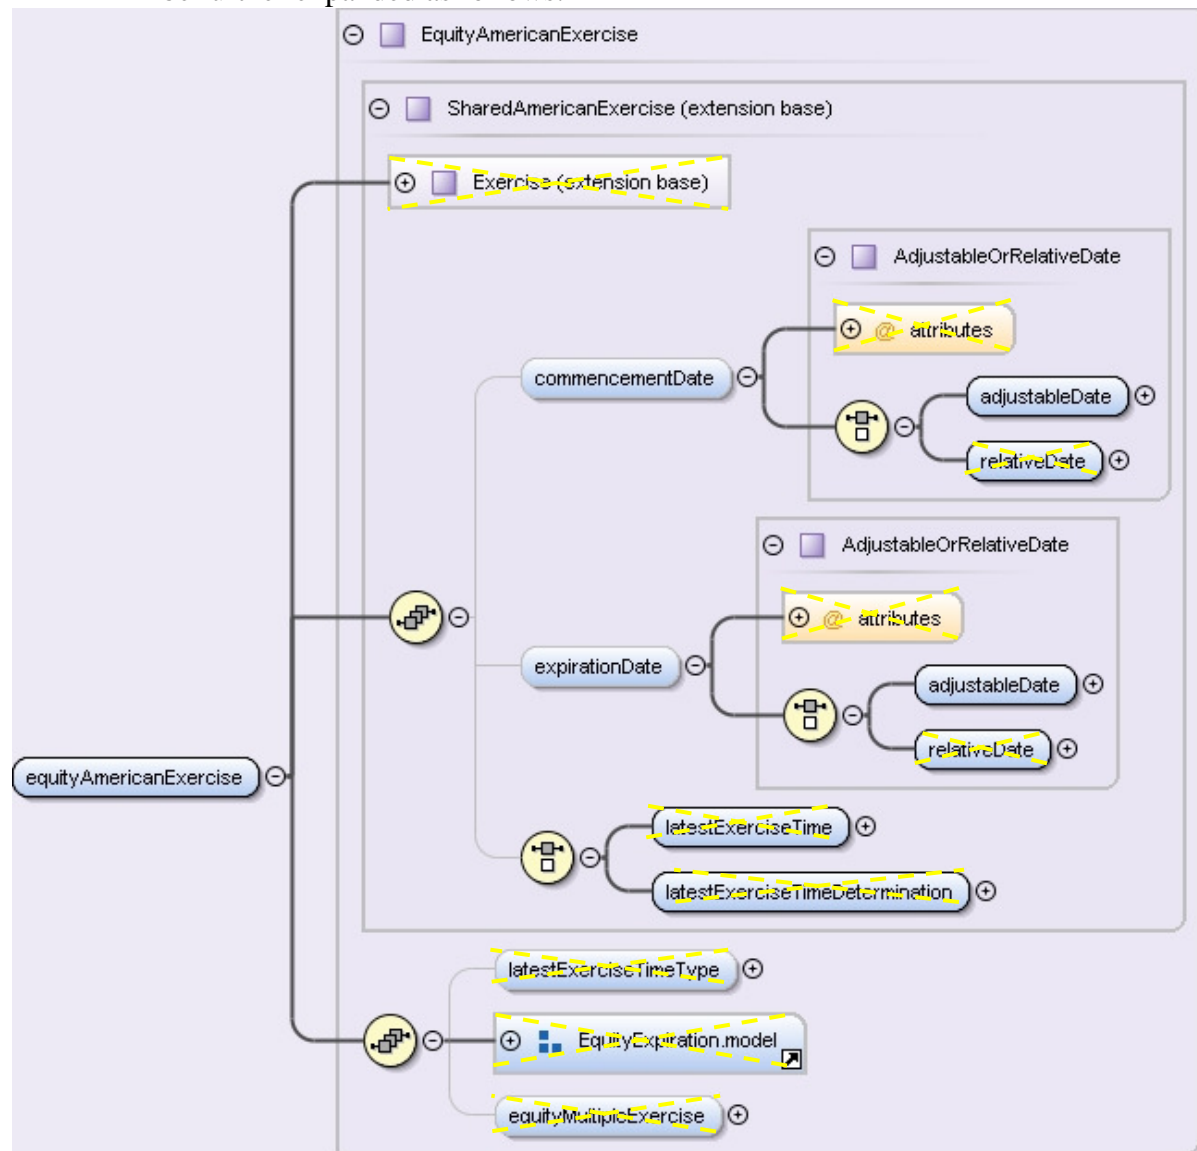 EquityAmericanExercise
SharedAmericanExercise (extension base)
Exercise (extension base)
AdjustableOrRelativeDate
@ attributes
commencementDate
adjustableDate
relativeDate
AdjustableOrRelativeDate
@ attributes
expirationDate
adjustableDate
relativeDate
equityAmericanExercise
latestExerciseTime
latestExerciseTimeDetermination
latestExerciseTimeType
EquityExpiration.model
equityMultipleExercise